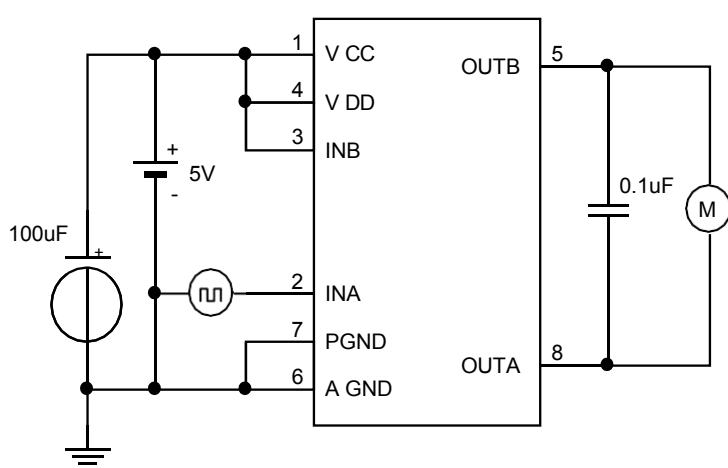 1
V CC
5
OUTB
4
V DD
3
INB
+
5V
-
0.1uF
M
100uF
+
2
INA
7
PGND
8
OUTA
6
A GND